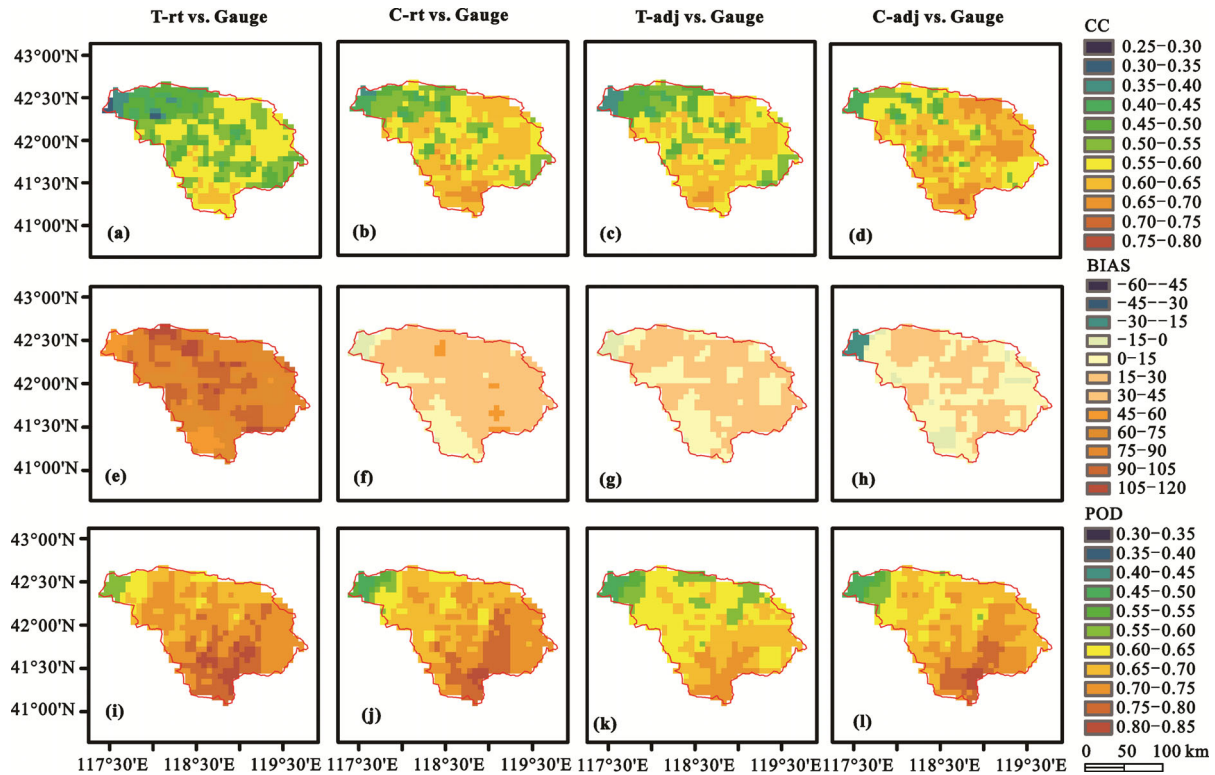 T-rt vs. Gauge
C-rt vs. Gauge
T-adj vs. Gauge
C-adj vs. Gauge
43°00'N
42°30'N
42°00'N
41°30'N
41°00'N
(a)
(b)
(c)
(d)
CC
0.25-0.30
0.30-0.35
0.35-0.40
0.40-0.45
0.45-0.50
0.50-0.55
0.55-0.60
0.60-0.65
0.65-0.70
0.70-0.75
0.75-0.80
43°00'N
42°30'N
42°00'N
41°30'N
41°00'N
(e)
(f)
(g)
(h)
BIAS
-60--45
-45--30
-30--15
-15-0
0-15
15-30
30-45
45-60
60-75
75-90
90-105
105-120
43°00'N
42°30'N
42°00'N
41°30'N
41°00'N
(i)
(j)
(k)
(l)
POD
0.30-0.35
0.35-0.40
0.40-0.45
0.45-0.50
0.55-0.55
0.55-0.60
0.60-0.65
0.65-0.70
0.70-0.75
0.75-0.80
0.80-0.85
117°30'E 118°30'E 119°30'E
117°30'E 118°30'E 119°30'E
117°30'E 118°30'E 119°30'E
117°30'E 118°30'E 119°30'E
0 50 100 km